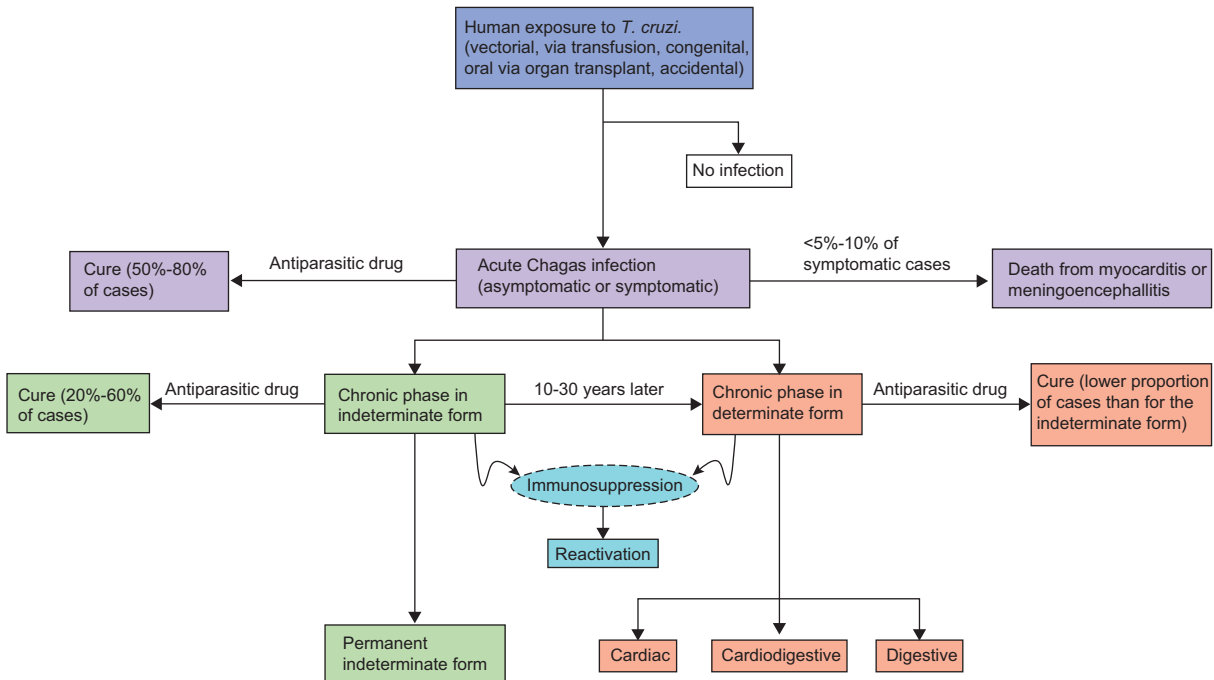 Human exposure to T. cruzi.
(vectorial, via transfusion, congenital,
oral via organ transplant, accidental)
No infection
Cure (50%-80%
of cases)
Antiparasitic drug
Acute Chagas infection
(asymptomatic or symptomatic)
<5%-10% of
symptomatic cases
Death from myocarditis or
meningoencephallitis
Cure (20%-60%
of cases)
Antiparasitic drug
Chronic phase in
indeterminate form
10-30 years later
Chronic phase in
determinate form
Antiparasitic drug
Cure (lower proportion
of cases than for the
indeterminate form)
Immunosuppression
Reactivation
Permanent
indeterminate form
Cardiac
Cardiodigestive
Digestive